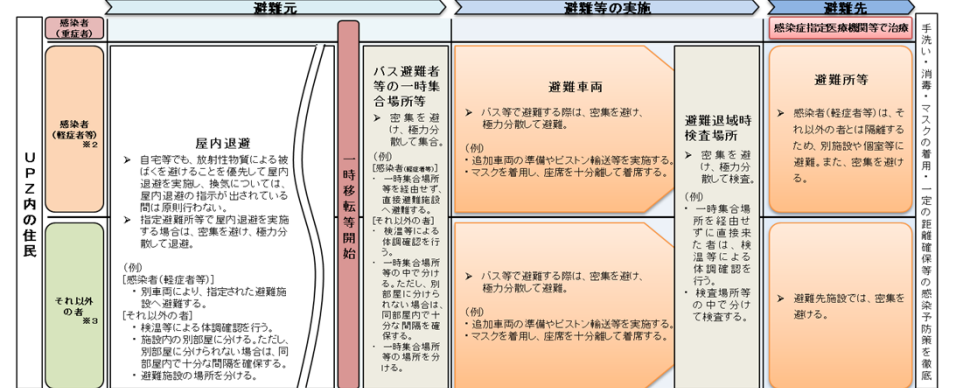 避難元
避難等の実施
避難先
感染者
(重症者)
感染症指定医療機関等で治療
UPZ内の住民
感染者
(軽症者等)
※2
それ以外
の者
※3
屋内退避
➢ 自宅等でも、放射性物質による被
ばくを避けることを優先して屋内
退避を実施し、換気については、
屋内退避の指示が出されている
間は原則行わない。
➢ 指定避難所等で屋内退避を実施
する場合は、密集を避け、極力分
散して退避。
(例)
[感染者(軽症者等)]
・ 別車両により、指定された避難施
設へ避難する。
[それ以外の者]
・ 検温等による体調確認を行う。
・ 施設内の別部屋に分ける。ただし、
別部屋に分けられない場合は、同
部屋内で十分な間隔を確保する。
・ 避難施設の場所を分ける。
一時移転等開始
バス避難者
等の一時集
合場所等
➢ 密集を避
け、極力分
散して集合。
(例)
[感染者(軽症者等)]
・ 一時集合場所
等を経由せず、
直接避難施設
へ避難する。
[それ以外の者]
・ 検温等による
体調確認を行
う。
・ 一時集合場所
等の中で分け
る。ただし、別
部屋に分けら
れない場合は、
同部屋内で十
分な間隔を確
保する。
・ 一時集合場所
等の場所を分
ける。
避難車両
➢ バス等で避難する際は、密集を避け、
極力分散して避難。
(例)
・追加車両の準備やピストン輸送等を実施する。
・マスクを着用し、座席を十分離して着席する。
➢ バス等で避難する際は、密集を避け、
極力分散して避難。
(例)
・追加車両の準備やピストン輸送等を実施する。
・マスクを着用し、座席を十分離して着席する。
避難退域時
検査場所
➢ 密集を避
け、極力分
散して検査。
(例)
・ 一時集合場
所を経由せ
ずに直接来
た者は、検
温等による
体調確認を
行う。
・ 検査場所等
の中で分け
て検査する。
避難所等
➢ 感染者(軽症者等)は、そ
れ以外の者とは隔離する
ため、別施設や個室等に
避難。また、密集を避け
る。
➢ 避難先施設では、密集を
避ける。
手洗い・消毒・マスクの着用・一定の距離確保等の感染予防策を徹底